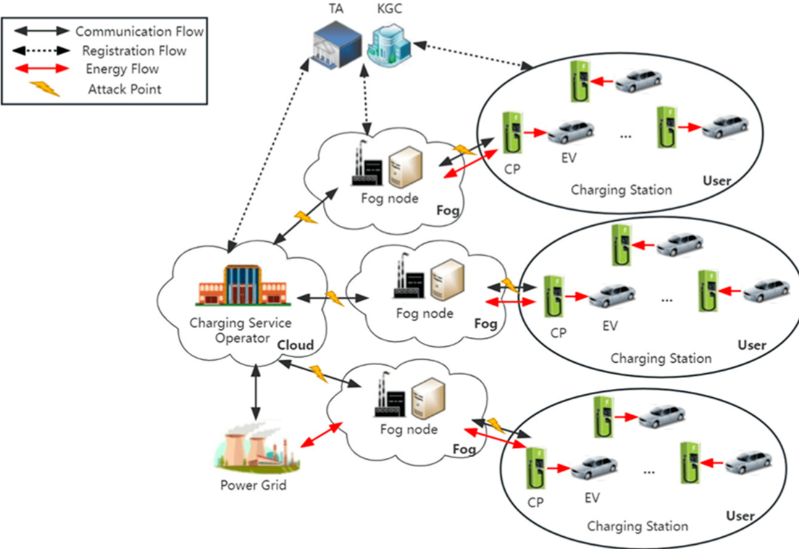 TA
KGC
Communication Flow
Registration Flow
Energy Flow
Attack Point
CP
EV
...
Charging Station
User
Fog node
Fog
Charging Service
Operator
Cloud
Fog node
Fog
CP
EV
...
Charging Station
User
Fog node
Fog
Power Grid
CP
EV
...
Charging Station
User